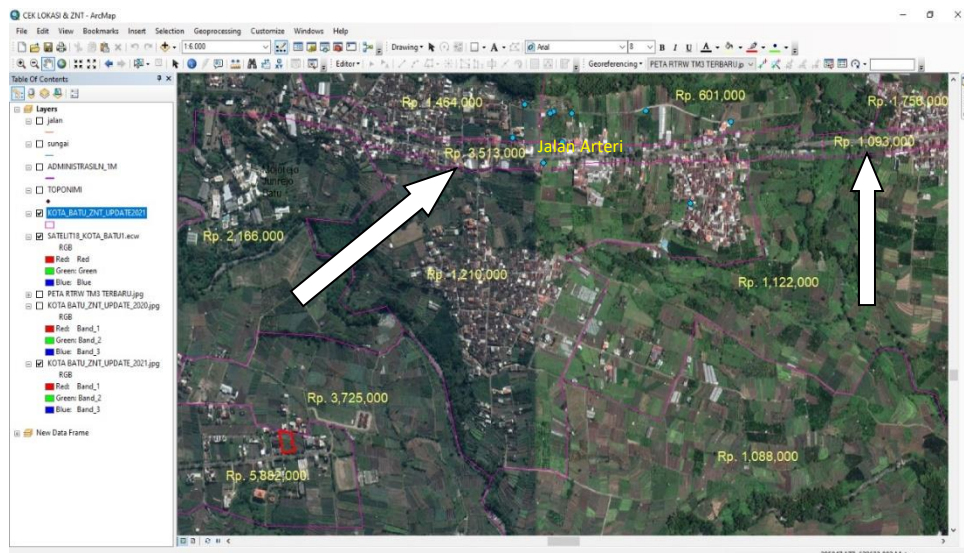 CEK LOKASI & ZNT - ArcMap
File Edit View Bookmarks Insert Selection Geoprocessing Customize Windows Help
1:6.000 Drawing A Arial 8 B I U A
Editor Georeferencing PETA RTRW TM3 TERBARU.jp
Table Of Contents
Layers
jalan
sungai
ADMINISTRASILN_1M
TOPONIMI
KOTA_BATU_ZNT_UPDATE2021
SATELIT18_KOTA_BATU1.ecw
RGB
Red: Red
Green: Green
Blue: Blue
PETA RTRW TM3 TERBARU.jpg
KOTA BATU_ZNT_UPDATE_2020.jpg
RGB
Red: Band_1
Green: Band_2
Blue: Band_3
KOTA BATU_ZNT_UPDATE_2021.jpg
RGB
Red: Band_1
Green: Band_2
Blue: Band_3
New Data Frame
Rp. 1,464,000
Rp. 601,000
Rp. 1,756,000
Rp. 3,513,000
Jalan Arteri
Rp. 1,093,000
Junrejo
Batu
Rp. 2,166,000
Rp. 1,210,000
Rp. 1,122,000
Rp. 3,725,000
Rp. 5,882,000
Rp. 1,088,000